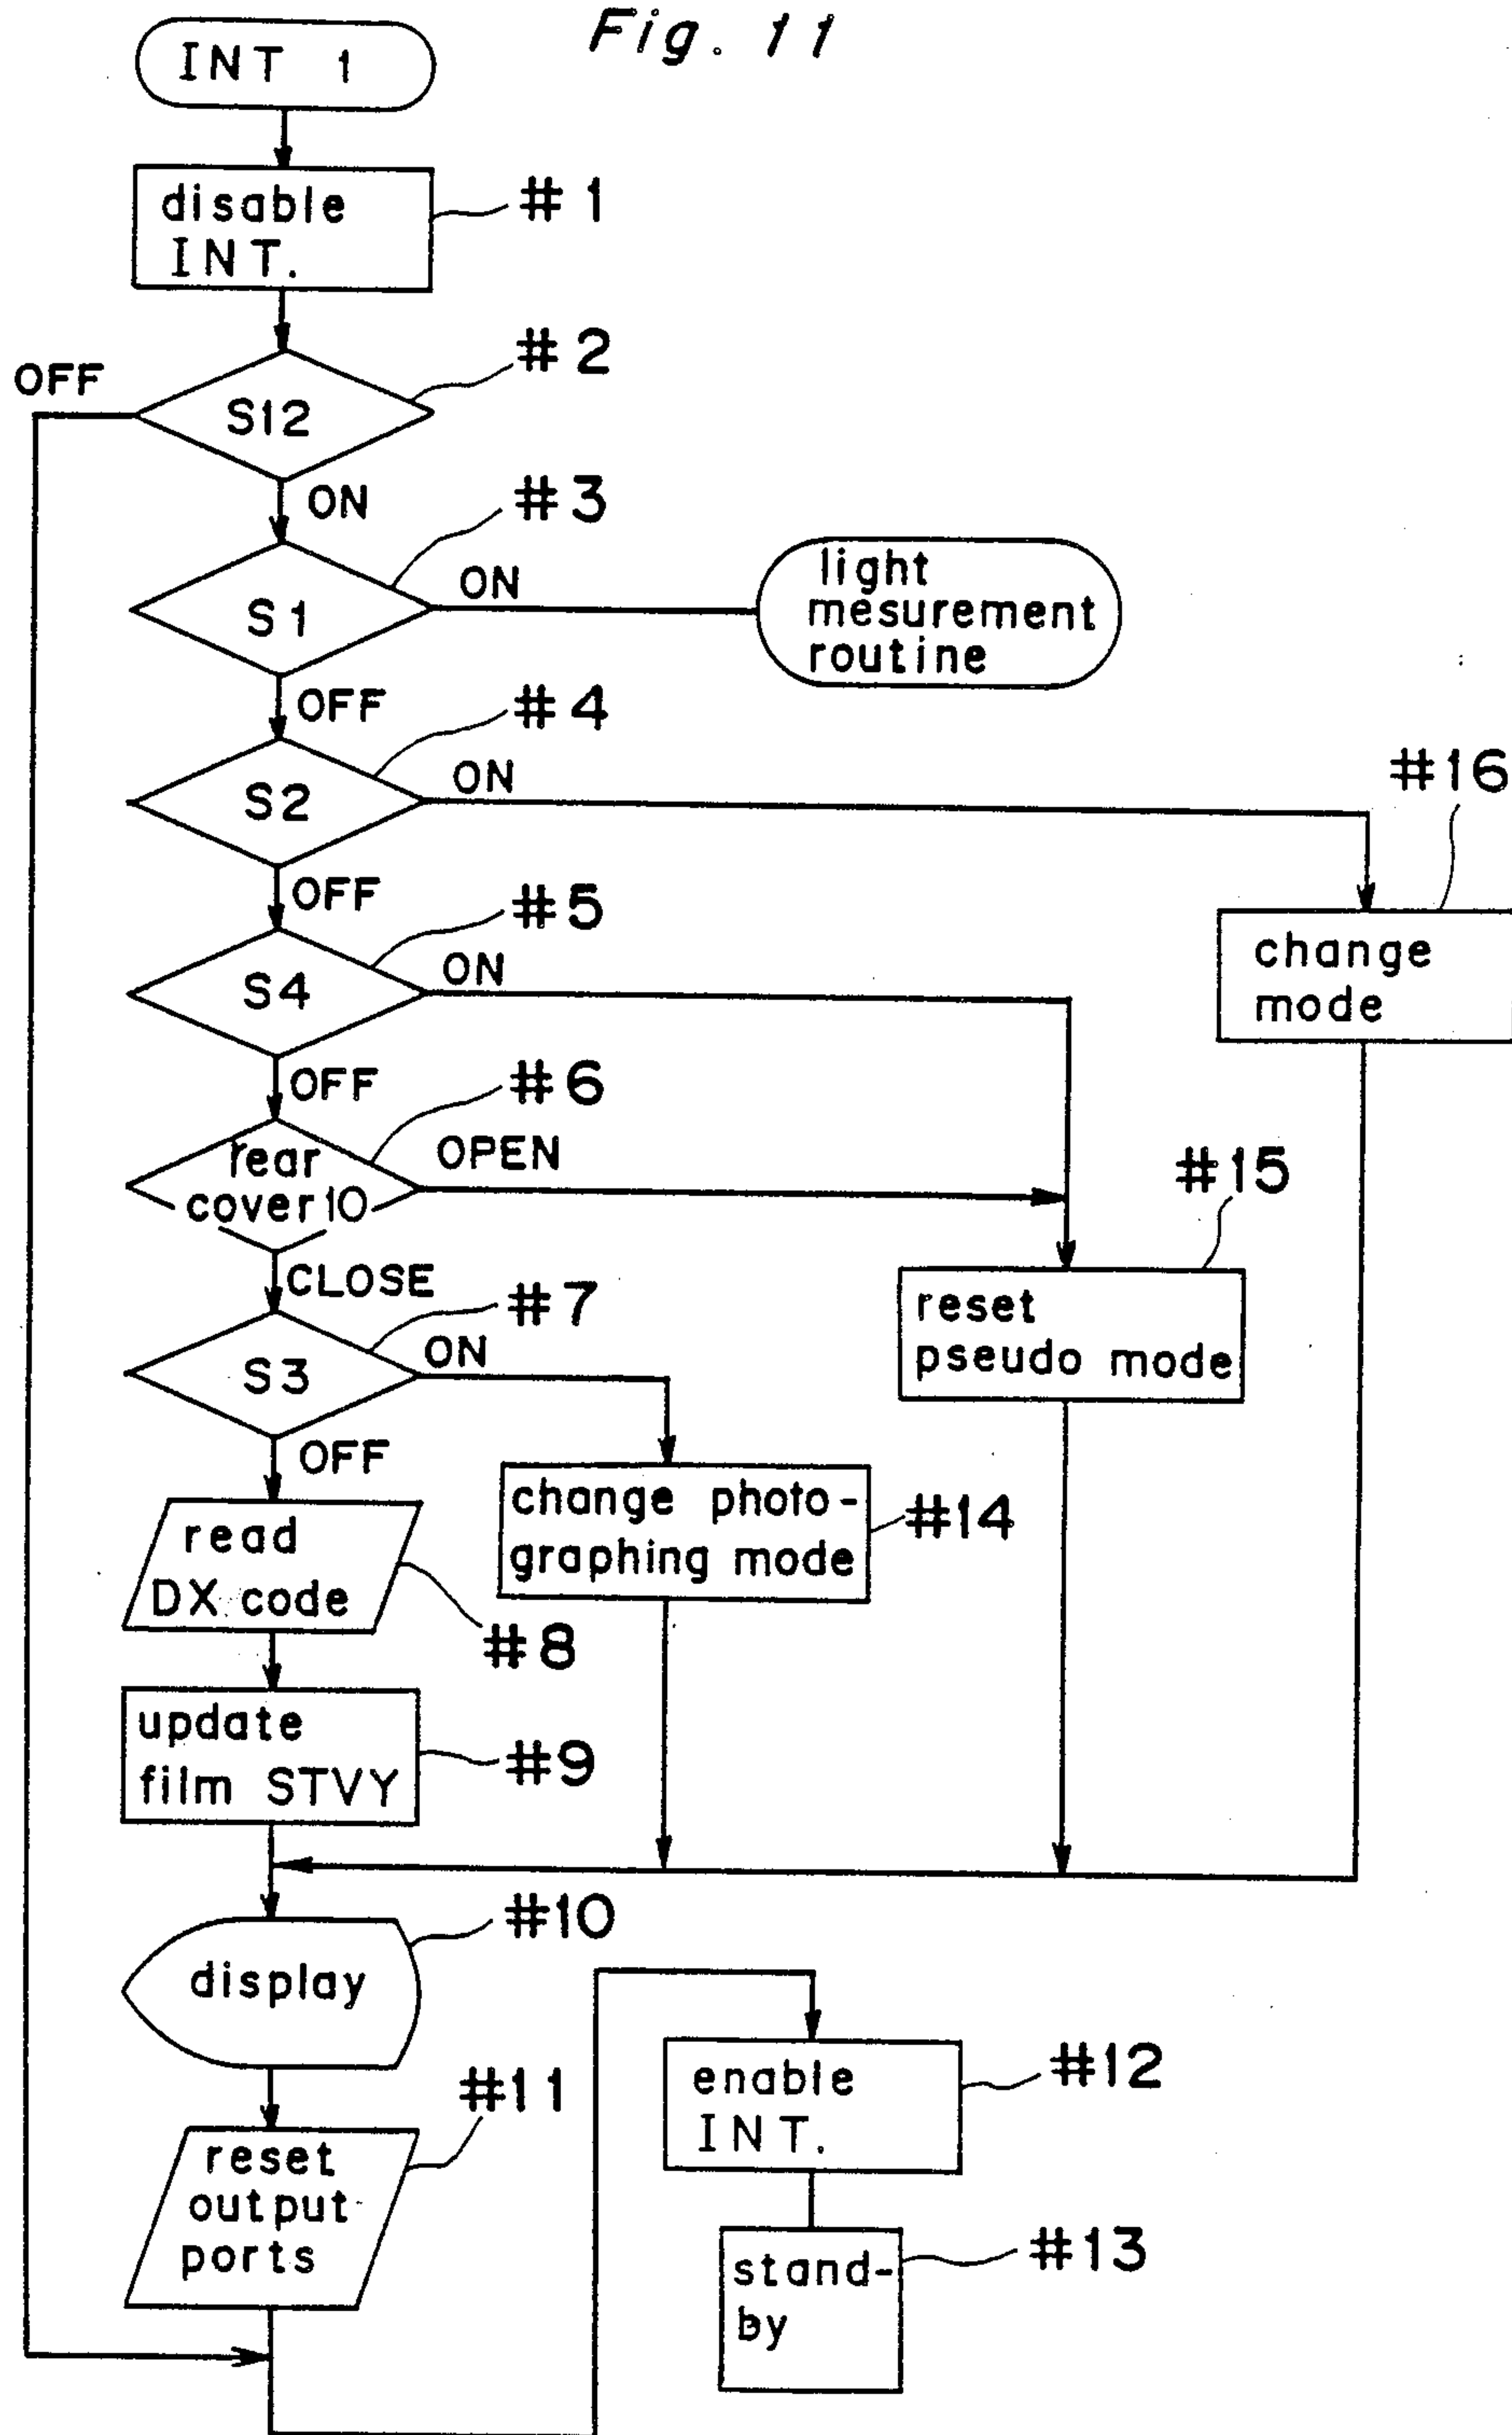 Fig. 11
INT 1
disable
INT.
#1
#2
OFF
S12
ON
#3
S1
ON
light
mesurement
routine
OFF
#4
S2
ON
#16
change
mode
OFF
#5
S4
ON
OFF
#6
rear
cover10
OPEN
#15
reset
pseudo mode
CLOSE
#7
S3
ON
OFF
change photo-
graphing mode
#14
read
DX code
#8
update
film STVY
#9
#10
display
#11
reset
output
ports
enable
INT.
#12
stand-
by
#13